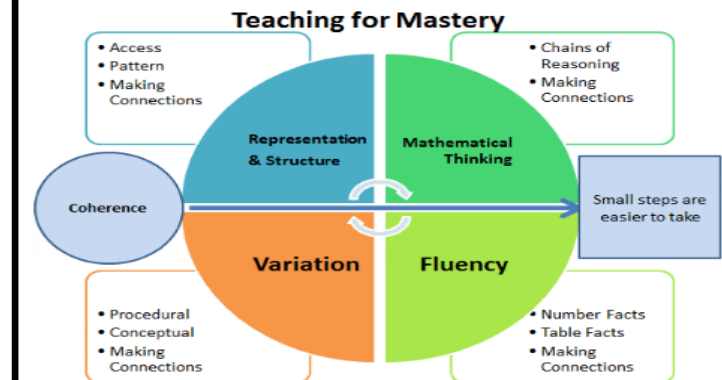 Teaching for Mastery
• Access
• Pattern
• Making
Connections
• Chains of
Reasoning
• Making
Connections
Representation
& Structure
Mathematical
Thinking
Coherence
Small steps are
easier to take
Variation
Fluency
• Procedural
• Conceptual
• Making
Connections
• Number Facts
• Table Facts
• Making
Connections